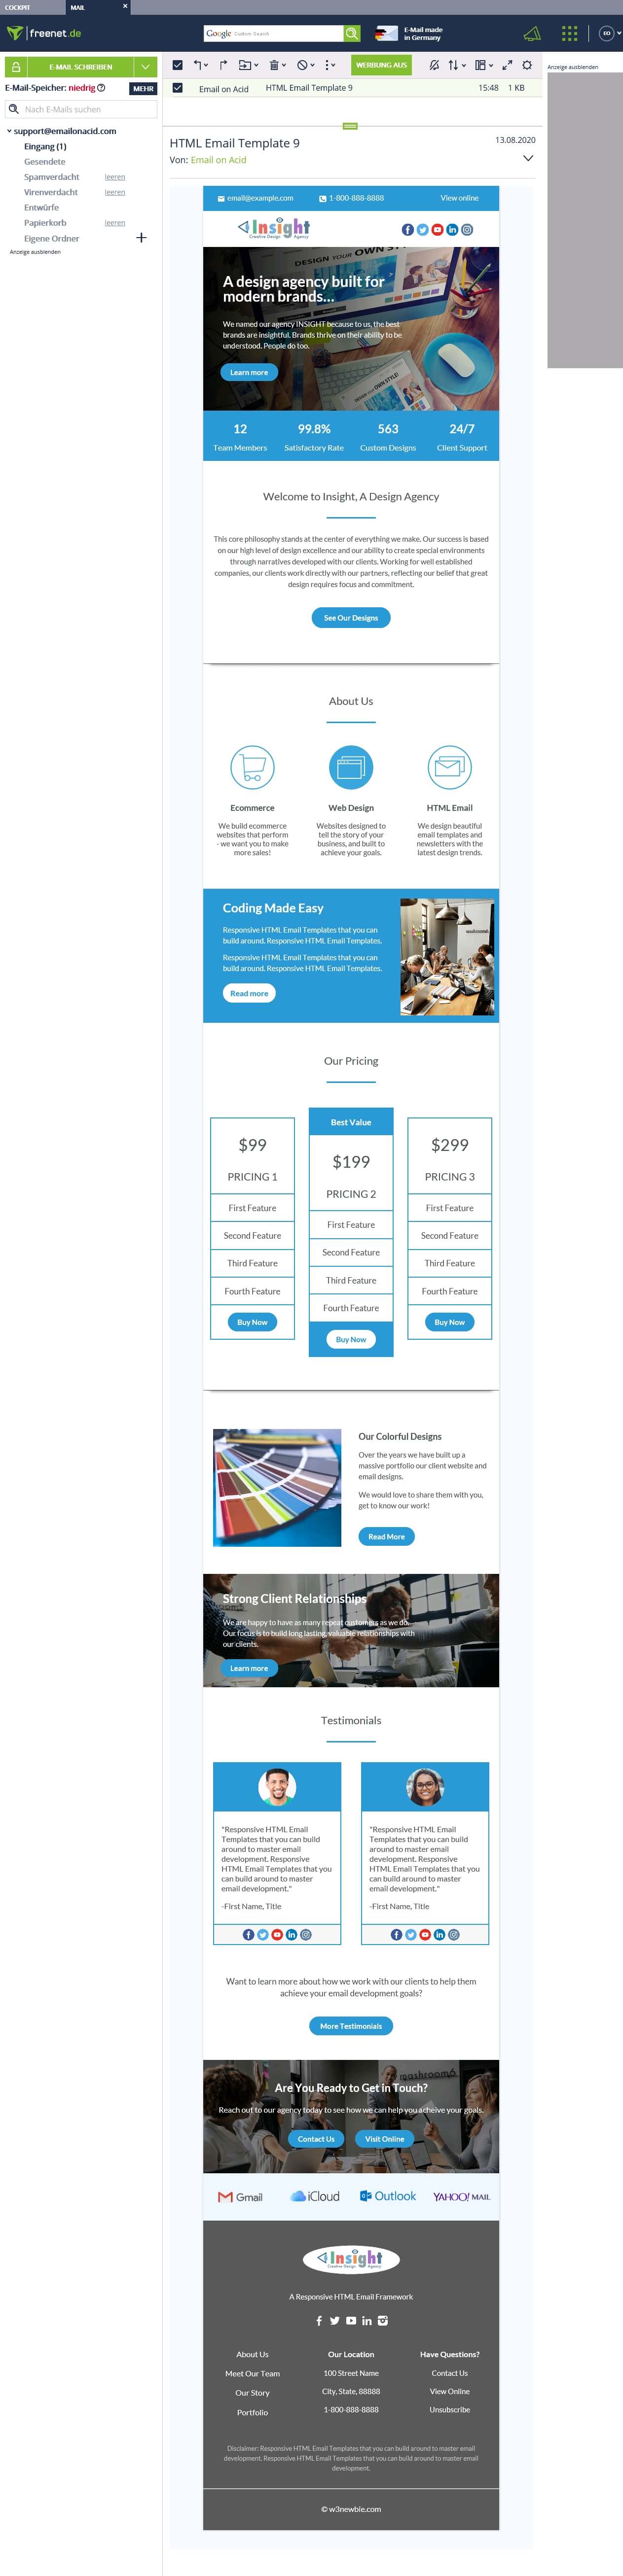 COCKPIT
MAIL
freenet.de
Google Custom Search
E-Mail made
in Germany
EO
E-MAIL SCHREIBEN
E-Mail-Speicher: niedrig
MEHR
Nach E-Mails suchen
support@emailonacid.com
Eingang (1)
Gesendete
Spamverdacht leeren
Virenverdacht leeren
Entwürfe
Papierkorb leeren
Eigene Ordner
Anzeige ausblenden
WERBUNG AUS
Email on Acid HTML Email Template 9 15:48 1 KB
Anzeige ausblenden
HTML Email Template 9 13.08.2020
Von: Email on Acid
email@example.com 1-800-888-8888 View online
Insight
Creative Design Agency
A design agency built for
modern brands...
We named our agency INSIGHT because to us, the best
brands are insightful. Brands thrive on their ability to be
understood. People do too.
Learn more
12 99.8% 563 24/7
Team Members Satisfactory Rate Custom Designs Client Support
Welcome to Insight, A Design Agency
This core philosophy stands at the center of everything we make. Our success is based
on our high level of design excellence and our ability to create special environments
through narratives developed with our clients. Working for well established
companies, our clients work directly with our partners, reflecting our belief that great
design requires focus and commitment.
See Our Designs
About Us
Ecommerce
We build ecommerce
websites that perform
- we want you to make
more sales!
Web Design
Websites designed to
tell the story of your
business, and built to
achieve your goals.
HTML Email
We design beautiful
email templates and
newsletters with the
latest design trends.
Coding Made Easy
Responsive HTML Email Templates that you can
build around. Responsive HTML Email Templates.
Responsive HTML Email Templates that you can
build around. Responsive HTML Email Templates.
Read more
Our Pricing
$99
PRICING 1
First Feature
Second Feature
Third Feature
Fourth Feature
Buy Now
Best Value
$199
PRICING 2
First Feature
Second Feature
Third Feature
Fourth Feature
Buy Now
$299
PRICING 3
First Feature
Second Feature
Third Feature
Fourth Feature
Buy Now
Our Colorful Designs
Over the years we have built up a
massive portfolio our client website and
email designs.
We would love to share them with you,
get to know our work!
Read More
Strong Client Relationships
We are happy to have as many repeat customers as we do.
Our focus is to build long lasting, valuable relationships with
our clients.
Learn more
Testimonials
"Responsive HTML Email
Templates that you can build
around to master email
development. Responsive
HTML Email Templates that you
can build around to master
email development."
-First Name, Title
"Responsive HTML Email
Templates that you can build
around to master email
development. Responsive
HTML Email Templates that you
can build around to master
email development."
-First Name, Title
Want to learn more about how we work with our clients to help them
achieve your email development goals?
More Testimonials
Are You Ready to Get in Touch?
Reach out to our agency today to see how we can help you acheive your goals.
Contact Us Visit Online
Gmail iCloud Outlook YAHOO! MAIL
Insight
Creative Design Agency
A Responsive HTML Email Framework
About Us
Meet Our Team
Our Story
Portfolio
Our Location
100 Street Name
City, State, 88888
1-800-888-8888
Have Questions?
Contact Us
View Online
Unsubscribe
Disclaimer: Responsive HTML Email Templates that you can build around to master email
development. Responsive HTML Email Templates that you can build around to master email
development.
© w3newbie.com